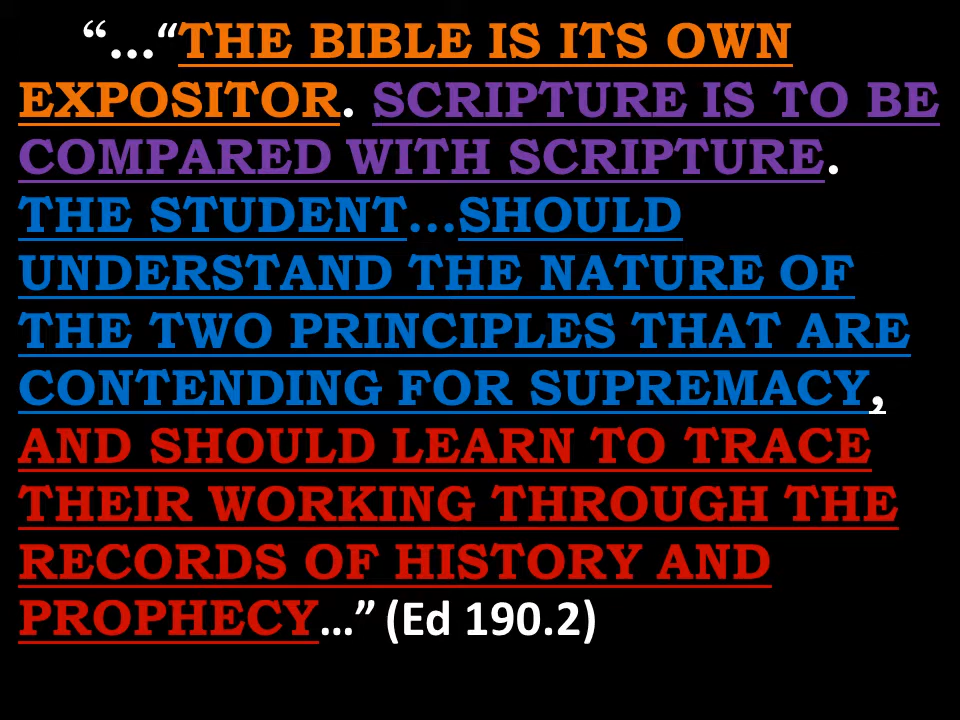 “…“THE BIBLE IS ITS OWN
EXPOSITOR. SCRIPTURE IS TO BE
COMPARED WITH SCRIPTURE.
THE STUDENT…SHOULD
UNDERSTAND THE NATURE OF
THE TWO PRINCIPLES THAT ARE
CONTENDING FOR SUPREMACY,
AND SHOULD LEARN TO TRACE
THEIR WORKING THROUGH THE
RECORDS OF HISTORY AND
PROPHECY…” (Ed 190.2)